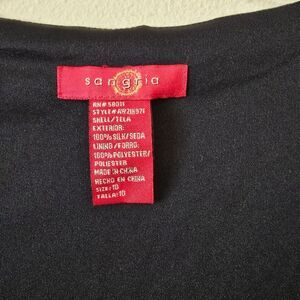 sangria
RN# 58011
SHELL/TELA
EXTERIOR:
100% SILK/SEDA
LINING/FORRO:
100% POLYESTER/
POLIESTER
MADE IN CHINA
HECHO EN CHINA
SIZE: 10
TALLA: 10